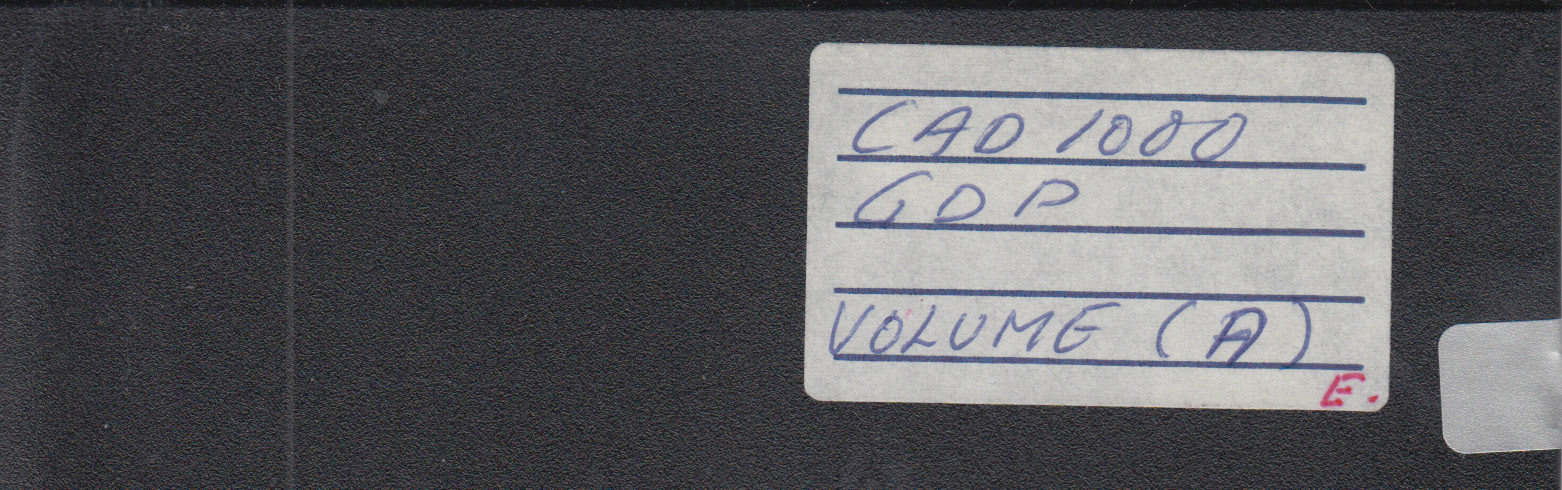 CAD 1000
GDP
VOLUME (A)
E.